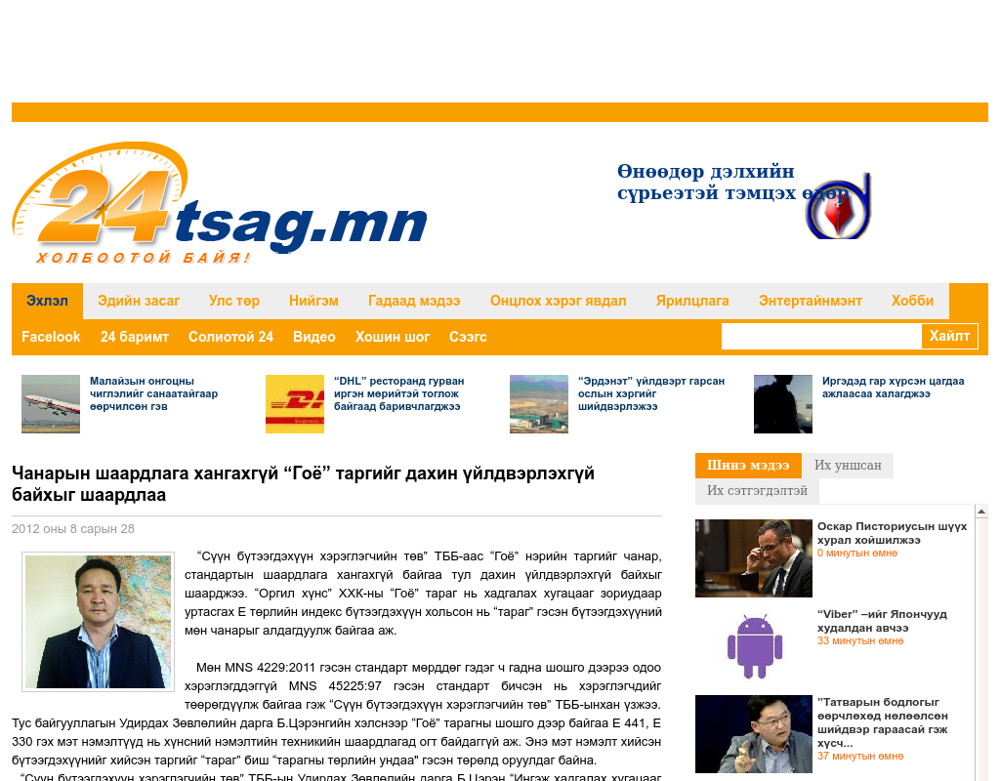 24tsag.mn
ХОЛБООТОЙ БАЙЯ!
Өнөөдөр дэлхийн
сүрьеэтэй тэмцэх өдөр
Эхлэл Эдийн засаг Улс төр Нийгэм Гадаад мэдээ Онцлох хэрэг явдал Ярилцлага Энтертайнмэнт Хобби
Facelook 24 баримт Солиотой 24 Видео Хошин шог Сээгс Хайлт
Малайзын онгоцны
чиглэлийг санаатайгаар
өөрчилсөн гэв
“DHL” ресторанд гурван
иргэн мөрийтэй тоглож
байгаад баривчлагджээ
“Эрдэнэт” үйлдвэрт гарсан
ослын хэргийг
шийдвэрлэжээ
Иргэдэд гар хүрсэн цагдаа
ажлаасаа халагджээ
Чанарын шаардлага хангахгүй “Гоё” таргийг дахин үйлдвэрлэхгүй
байхыг шаардлаа
2012 оны 8 сарын 28
“Сүүн бүтээгдэхүүн хэрэглэгчийн төв” ТББ-аас “Гоё” нэрийн таргийг чанар,
стандартын шаардлага хангахгүй байгаа тул дахин үйлдвэрлэхгүй байхыг
шаарджээ. “Оргил хүнс” ХХК-ны “Гоё” тараг нь хадгалах хугацааг зориудаар
уртасгах Е төрлийн индекс бүтээгдэхүүн хольсон нь “тараг” гэсэн бүтээгдэхүүний
мөн чанарыг алдагдуулж байгаа аж.
Мөн MNS 4229:2011 гэсэн стандарт мөрддөг гэдэг ч гадна шошго дээрээ одоо
хэрэглэгддэггүй MNS 45225:97 гэсэн стандарт бичсэн нь хэрэглэгчдийг
төөрөгдүүлж байгаа гэж “Сүүн бүтээгдэхүүн хэрэглэгчийн төв” ТББ-ынхан үзжээ.
Тус байгууллагын Удирдах Зөвлөлийн дарга Б.Цэрэнгийн хэлснээр “Гоё” тарагны шошго дээр байгаа Е 441, Е
330 гэх мэт нэмэлтүүд нь хүнсний нэмэлтийн техникийн шаардлагад огт байдаггүй аж. Энэ мэт нэмэлт хийсэн
бүтээгдэхүүнийг хийсэн таргийг “тараг” биш “тарагны төрлийн ундаа" гэсэн төрөлд оруулдаг байна.
“Сүүн бүтээгдэхүүн хэрэглэгчийн төв” ТББ-ын Удирдах Зөвлөлийн дарга Б.Цэрэн “Ингэж хадгалах хугацааг
Шинэ мэдээ Их уншсан
Их сэтгэгдэлтэй
Оскар Писториусын шүүх
хурал хойшилжээ
0 минутын өмнө
“Viber” –ийг Япончууд
худалдан авчээ
33 минутын өмнө
”Татварын бодлогыг
өөрчлөхөд нөлөөлсөн
шийдвэр гараасай гэж
хүсч...
37 минутын өмнө